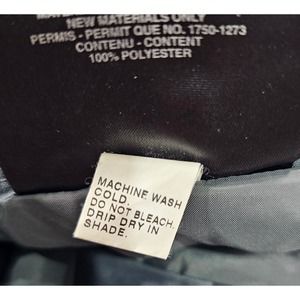 NEW MATERIALS ONLY
PERMIS - PERMIT QUE NO. 1750-1273
CONTENU - CONTENT
100% POLYESTER
MACHINE WASH
COLD.
DO NOT BLEACH.
DRIP DRY IN
SHADE.